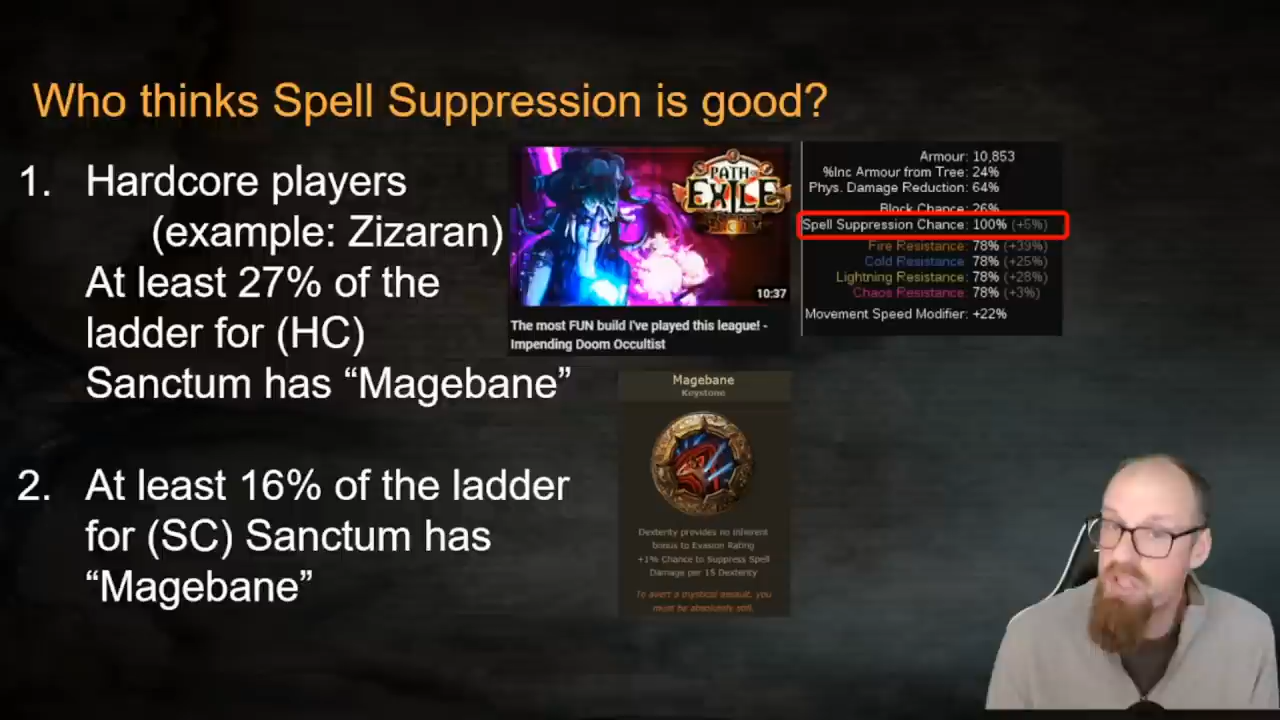 Who thinks Spell Suppression is good?
1. Hardcore players
(example: Zizaran)
At least 27% of the
ladder for (HC)
Sanctum has “Magebane”
2. At least 16% of the ladder
for (SC) Sanctum has
“Magebane”
PATH
OF
EXILE
10:37
The most FUN build I've played this league! -
Impending Doom Occultist
Armour: 10,853
%Inc Armour from Tree: 24%
Phys. Damage Reduction: 64%
Block Chance: 26%
Spell Suppression Chance: 100% (+5%)
Fire Resistance: 78% (+39%)
Cold Resistance: 78% (+25%)
Lightning Resistance: 78% (+28%)
Chaos Resistance: 78% (+3%)
Movement Speed Modifier: +22%
Magebane
Keystone
Dexterity provides no inherent
bonus to Evasion Rating
+1% Chance to Suppress Spell
Damage per 15 Dexterity
To avert a mystical assault, you
must be absolutely still.